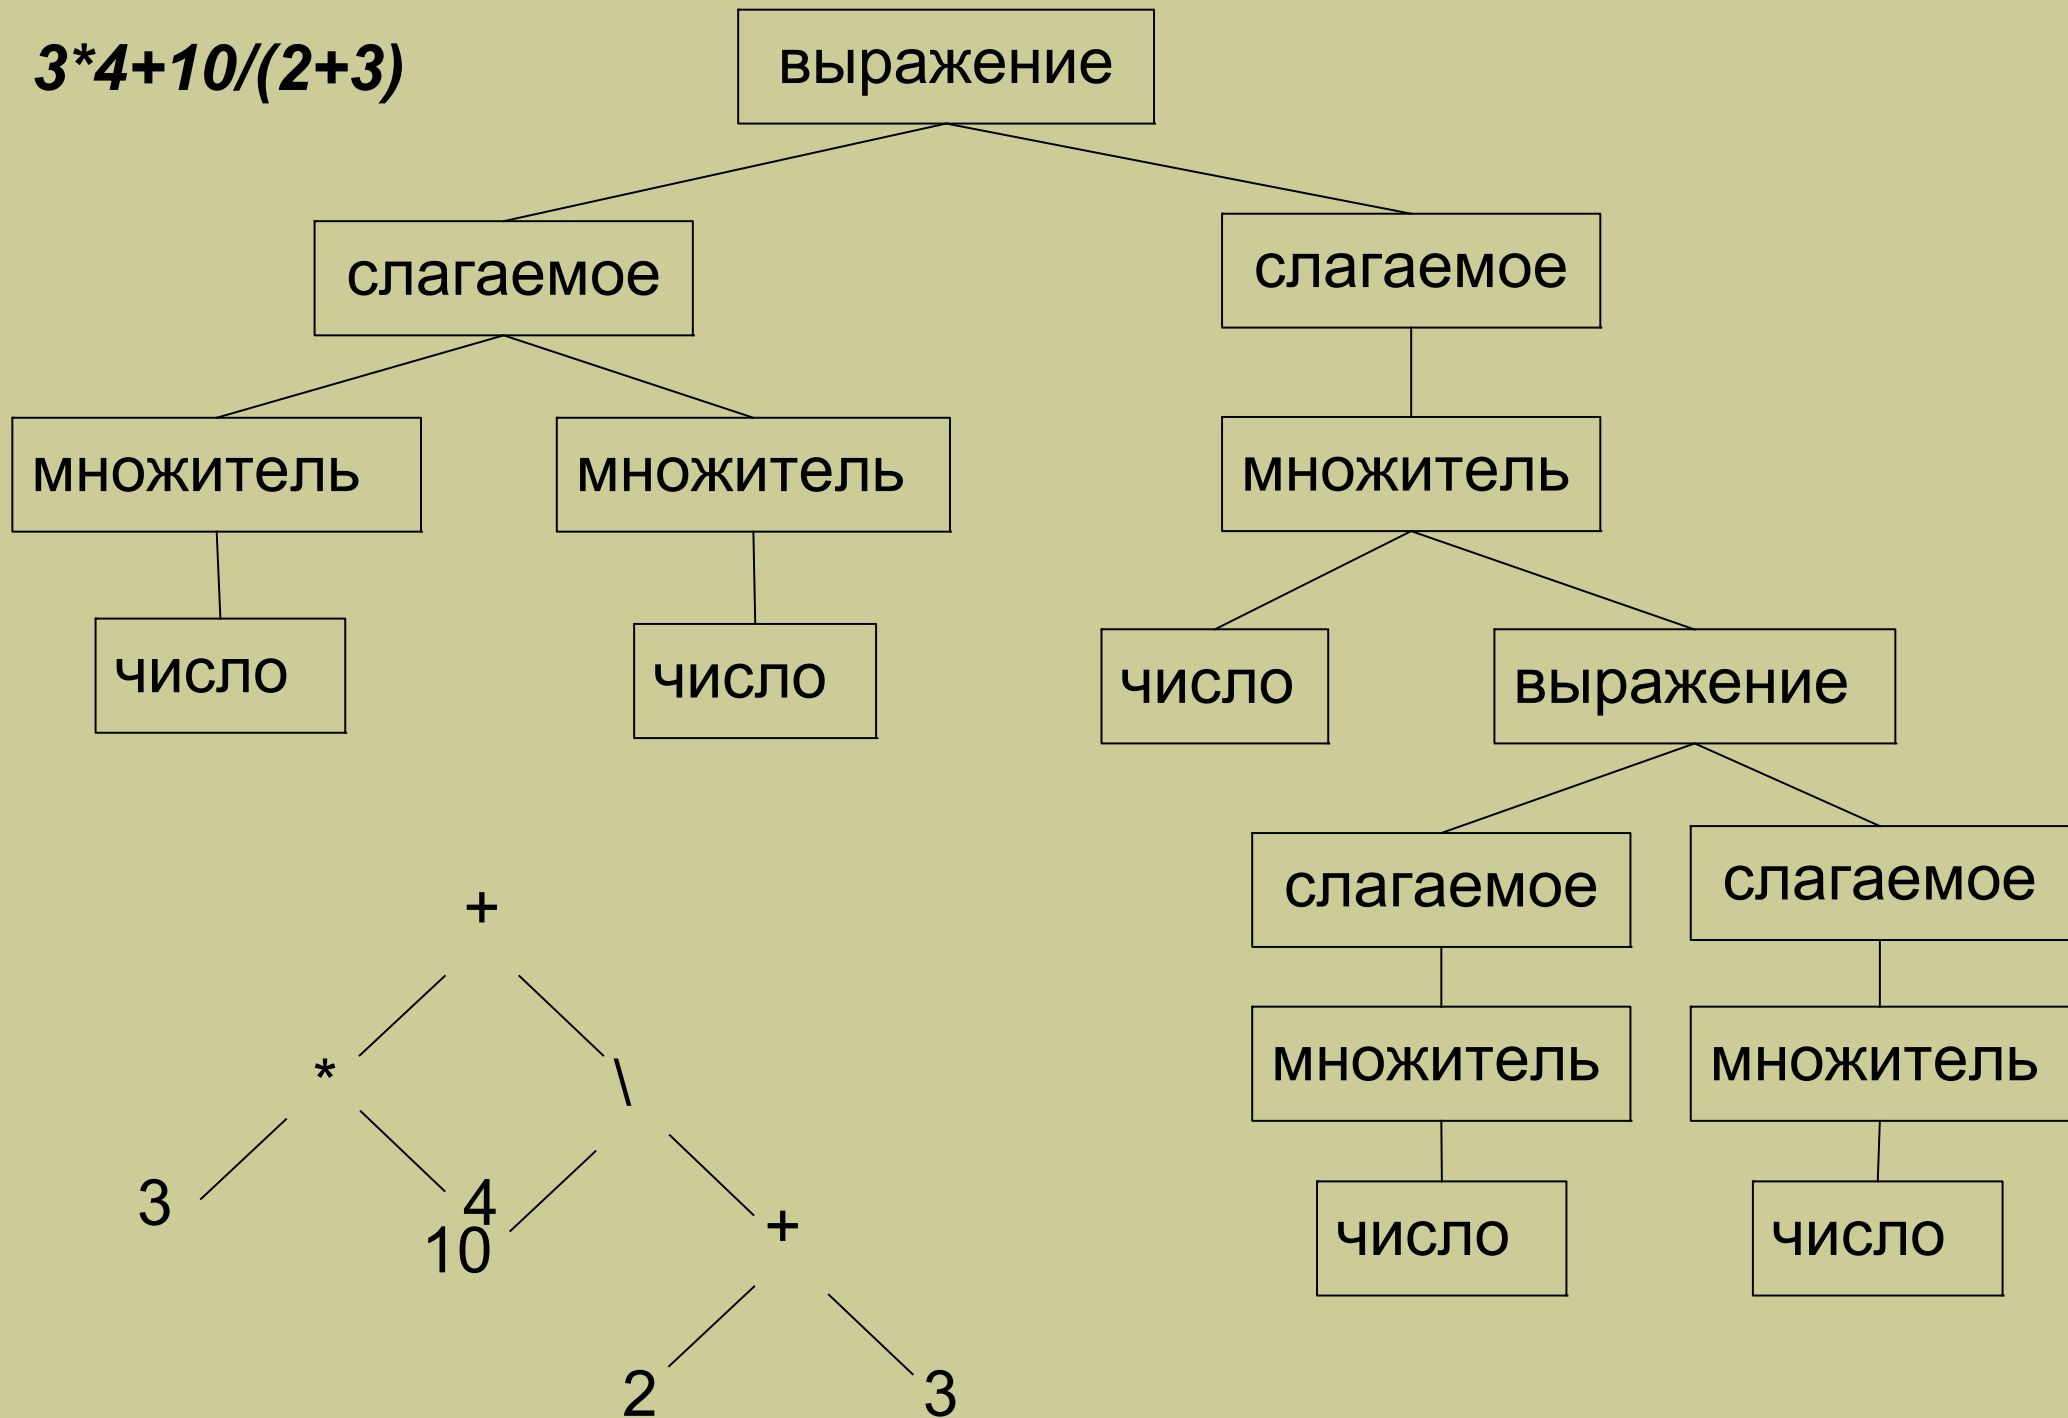 3*4+10/(2+3)
выражение
слагаемое слагаемое
множитель множитель множитель
число число число выражение
слагаемое слагаемое
+
множитель множитель
* \
3 4
10 + число число
2 3